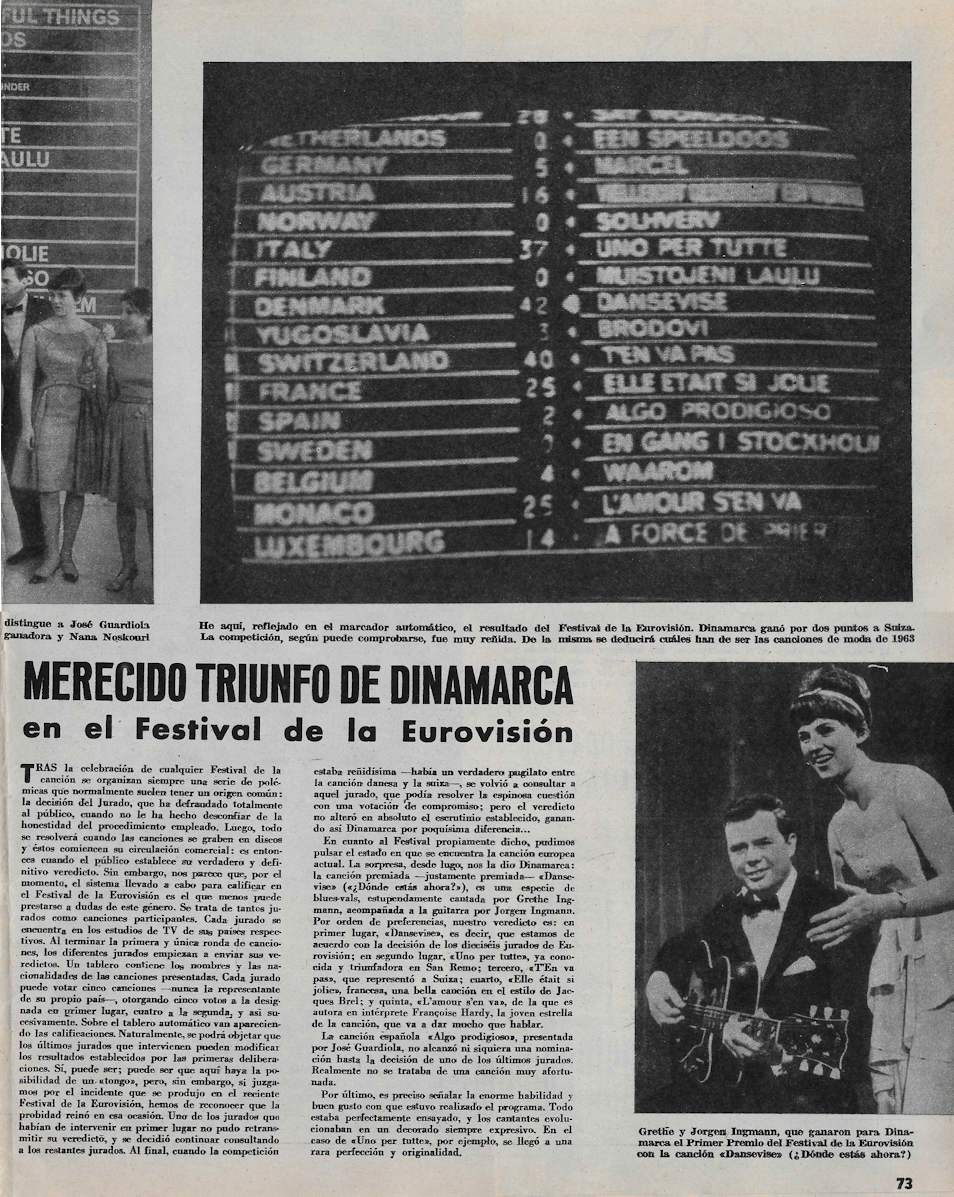 FUL THINGS
OS
ONDER
TE
AULU
JOLIE
SO
EM
28 SAY WONDER
NETHERLANDS 0 EEN SPEELDOOS
GERMANY 5 MARCEL
AUSTRIA 16
NORWAY 0 SOLHVERV
ITALY 37 UNO PER TUTTE
FINLAND 0 MUISTOJENI LAULU
DENMARK 42 DANSEVISE
YUGOSLAVIA 3 BRODOVI
SWITZERLAND 40 T'EN VA PAS
FRANCE 25 ELLE ETAIT SI JOLIE
SPAIN 2 ALGO PRODIGIOSO
SWEDEN EN GANG I STOCKHOLM
BELGIUM 4 WAAROM
MONACO 25 L'AMOUR S'EN VA
LUXEMBOURG 14 A FORCE DE PRIER
distingue a José Guardiola
ganadora y Nana Noskouri
He aquí, reflejado en el marcador automático, el resultado del Festival de la Eurovisión. Dinamarca ganó por dos puntos a Suiza.
La competición, según puede comprobarse, fue muy reñida. De la misma se deducirá cuáles han de ser las canciones de moda de 1963
MERECIDO TRIUNFO DE DINAMARCA
en el Festival de la Eurovisión
TRAS la celebración de cualquier Festival de la
canción se organizan siempre una serie de polé-
micas que normalmente suelen tener un origen común:
la decisión del Jurado, que ha defraudado totalmente
al público, cuando no le ha hecho desconfiar de la
honestidad del procedimiento empleado. Luego, todo
se resolverá cuando las canciones se graben en discos
y éstos comiencen su circulación comercial: es enton-
ces cuando el público establece su verdadero y defi-
nitivo veredicto. Sin embargo, nos parece que, por el
momento, el sistema llevado a cabo para calificar en
el Festival de la Eurovisión es el que menos puede
prestarse a dudas de este género. Se trata de tantos ju-
rados como canciones participantes. Cada jurado se
encuentra en los estudios de TV de sus países respec-
tivos. Al terminar la primera y única ronda de cancio-
nes, los diferentes jurados empiezan a enviar sus ve-
redictos. Un tablero contiene los nombres y las na-
cionalidades de las canciones presentadas. Cada jurado
puede votar cinco canciones —nunca la representante
de su propio país—, otorgando cinco votos a la desig-
nada en primer lugar, cuatro a la segunda, y así su-
cesivamente. Sobre el tablero automático van aparecien-
do las calificaciones. Naturalmente, se podrá objetar que
los últimos jurados que intervienen pueden modificar
los resultados establecidos por las primeras delibera-
ciones. Sí, puede ser; puede ser que aquí haya la po-
sibilidad de un «tongo», pero, sin embargo, si juzga-
mos por el incidente que se produjo en el reciente
Festival de la Eurovisión, hemos de reconocer que la
probidad reinó en esa ocasión. Uno de los jurados que
habían de intervenir en primer lugar no pudo retrans-
mitir su veredicto, y se decidió continuar consultando
a los restantes jurados. Al final, cuando la competición
estaba reñidísima —había un verdadero pugilato entre
la canción danesa y la suiza—, se volvió a consultar a
aquel jurado, que podía resolver la espinosa cuestión
con una votación de compromiso; pero el veredicto
no alteró en absoluto el escrutinio establecido, ganan-
do así Dinamarca por poquísima diferencia...
En cuanto al Festival propiamente dicho, pudimos
pulsar el estado en que se encuentra la canción europea
actual. La sorpresa, desde lugo, nos la dio Dinamarca:
la canción premiada —justamente premiada— «Danse-
vise» («¿Dónde estás ahora?»), es una especie de
blues-vals, estupendamente cantada por Grethe Ing-
mann, acompañada a la guitarra por Jorgen Ingmann.
Por orden de preferencias, nuestro veredicto es: en
primer lugar, «Dansevise», es decir, que estamos de
acuerdo con la decisión de los dieciséis jurados de Eu-
rovisión; en segundo lugar, «Uno per tutte», ya cono-
cida y triunfadora en San Remo; tercero, «T'En va
pas», que representó a Suiza; cuarto, «Elle était si
jolie», francesa, una bella canción en el estilo de Jac-
ques Brel; y quinta, «L'amour s'en va», de la que es
autora en intérprete Françoise Hardy, la joven estrella
de la canción, que va a dar mucho que hablar.
La canción española «Algo prodigioso», presentada
por José Guardiola, no alcanzó ni siquiera una nomina-
ción hasta la decisión de uno de los últimos jurados.
Realmente no se trataba de una canción muy afortu-
nada.
Por último, es preciso señalar la enorme habilidad y
buen gusto con que estuvo realizado el programa. Todo
estaba perfectamente ensayado, y los cantantes evolu-
cionaban en un decorado siempre expresivo. En el
caso de «Uno per tutte», por ejemplo, se llegó a una
rara perfección y originalidad.
Grethe y Jorgen Ingmann, que ganaron para Dina-
marca el Primer Premio del Festival de la Eurovisión
con la canción «Dansevise» (¿Dónde estás ahora?)
73